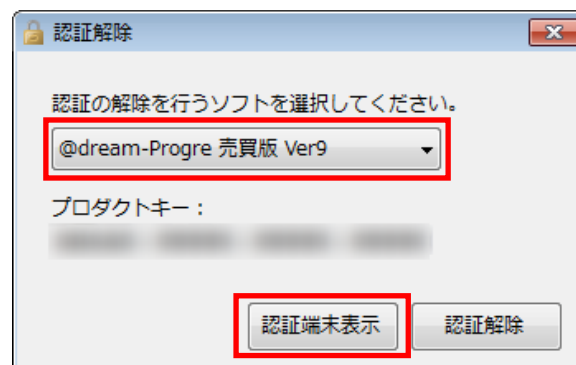 認証解除
認証の解除を行うソフトを選択してください。
@dream-Progre 売買版 Ver9
プロダクトキー：
認証端末表示
認証解除